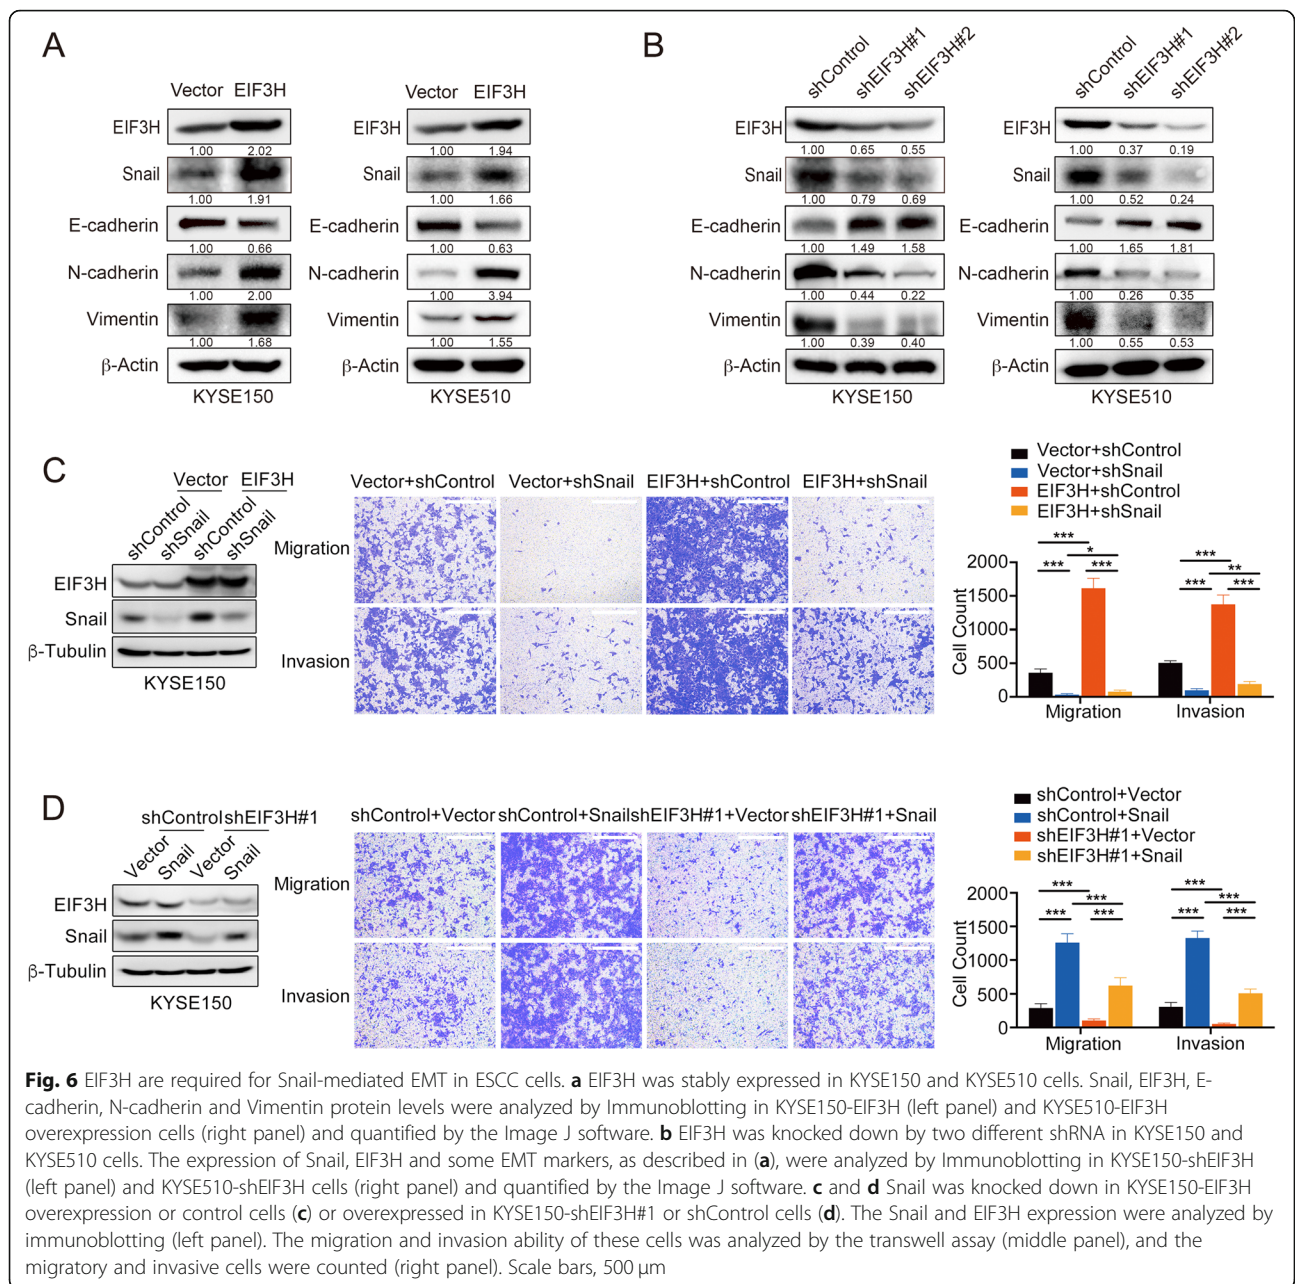 A
Vector EIF3H
EIF3H
1.00 2.02
Snail
1.00 1.91
E-cadherin
1.00 0.66
N-cadherin
1.00 2.00
Vimentin
1.00 1.68
β-Actin
KYSE150
Vector EIF3H
EIF3H
1.00 1.94
Snail
1.00 1.66
E-cadherin
1.00 0.63
N-cadherin
1.00 3.94
Vimentin
1.00 1.55
β-Actin
KYSE510
B
shControl shEIF3H#1 shEIF3H#2
EIF3H
1.00 0.65 0.55
Snail
1.00 0.79 0.69
E-cadherin
1.00 1.49 1.58
N-cadherin
1.00 0.44 0.22
Vimentin
1.00 0.39 0.40
β-Actin
KYSE150
shControl shEIF3H#1 shEIF3H#2
EIF3H
1.00 0.37 0.19
Snail
1.00 0.52 0.24
E-cadherin
1.00 1.65 1.81
N-cadherin
1.00 0.26 0.35
Vimentin
1.00 0.55 0.53
β-Actin
KYSE510
C
Vector EIF3H
shControl shSnail shControl shSnail
EIF3H
Snail
β-Tubulin
KYSE150
Vector+shControl Vector+shSnail EIF3H+shControl EIF3H+shSnail
Migration
Invasion
Vector+shControl
Vector+shSnail
EIF3H+shControl
EIF3H+shSnail
Cell Count
2000
1500
1000
500
0
*** * *** ***
*** ** *** ***
Migration Invasion
D
shControl shEIF3H#1
Vector Snail Vector Snail
EIF3H
Snail
β-Tubulin
KYSE150
shControl+Vector shControl+Snail shEIF3H#1+Vector shEIF3H#1+Snail
Migration
Invasion
shControl+Vector
shControl+Snail
shEIF3H#1+Vector
shEIF3H#1+Snail
Cell Count
2000
1500
1000
500
0
*** *** *** ***
*** *** *** ***
Migration Invasion
Fig. 6 EIF3H are required for Snail-mediated EMT in ESCC cells. a EIF3H was stably expressed in KYSE150 and KYSE510 cells. Snail, EIF3H, E-
cadherin, N-cadherin and Vimentin protein levels were analyzed by Immunoblotting in KYSE150-EIF3H (left panel) and KYSE510-EIF3H
overexpression cells (right panel) and quantified by the Image J software. b EIF3H was knocked down by two different shRNA in KYSE150 and
KYSE510 cells. The expression of Snail, EIF3H and some EMT markers, as described in (a), were analyzed by Immunoblotting in KYSE150-shEIF3H
(left panel) and KYSE510-shEIF3H cells (right panel) and quantified by the Image J software. c and d Snail was knocked down in KYSE150-EIF3H
overexpression or control cells (c) or overexpressed in KYSE150-shEIF3H#1 or shControl cells (d). The Snail and EIF3H expression were analyzed by
immunoblotting (left panel). The migration and invasion ability of these cells was analyzed by the transwell assay (middle panel), and the
migratory and invasive cells were counted (right panel). Scale bars, 500 μm